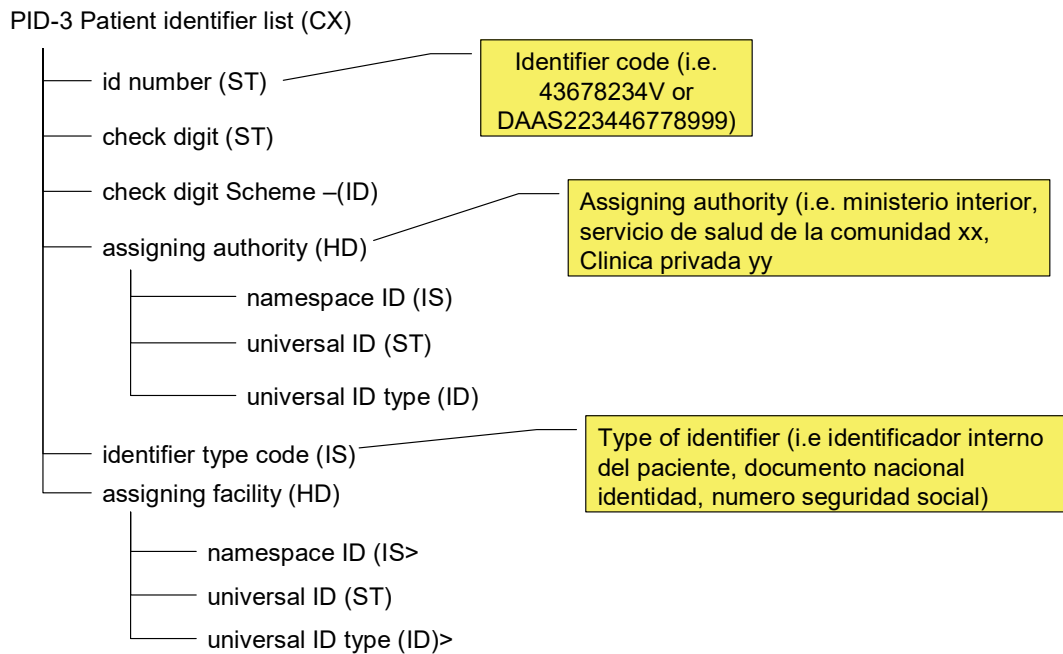 PID-3 Patient identifier list (CX)
id number (ST)
Identifier code (i.e.
43678234V or
DAAS223446778999)
check digit (ST)
check digit Scheme –(ID)
assigning authority (HD)
Assigning authority (i.e. ministerio interior,
servicio de salud de la comunidad xx,
Clinica privada yy
namespace ID (IS)
universal ID (ST)
universal ID type (ID)
identifier type code (IS)
Type of identifier (i.e identificador interno
del paciente, documento nacional
identidad, numero seguridad social)
assigning facility (HD)
namespace ID (IS>
universal ID (ST)
universal ID type (ID)>